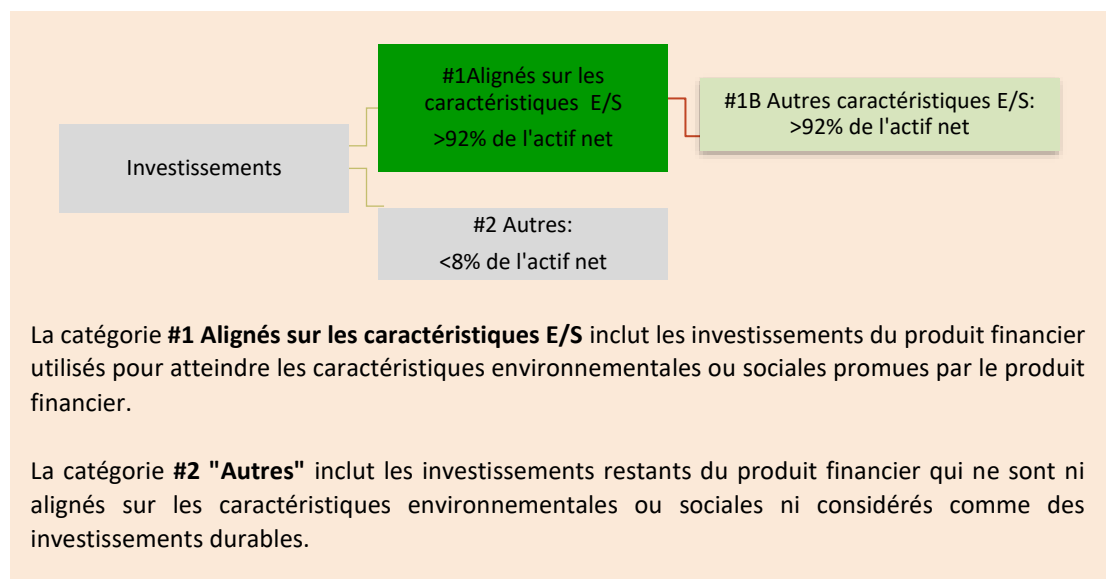 #1Alignés sur les
caractéristiques E/S
>92% de l'actif net
#1B Autres caractéristiques E/S:
>92% de l'actif net
Investissements
#2 Autres:
<8% de l'actif net
La catégorie #1 Alignés sur les caractéristiques E/S inclut les investissements du produit financier
utilisés pour atteindre les caractéristiques environnementales ou sociales promues par le produit
financier.
La catégorie #2 "Autres" inclut les investissements restants du produit financier qui ne sont ni
alignés sur les caractéristiques environnementales ou sociales ni considérés comme des
investissements durables.